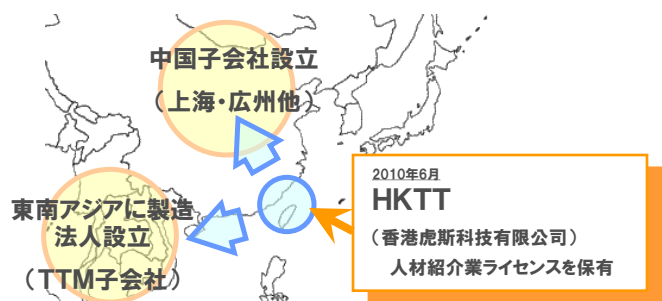 中国子会社設立
（上海・広州他）
東南アジアに製造
法人設立
（TTM子会社）
2010年6月
HKTT
（香港虎斯科技有限公司）
人材紹介業ライセンスを保有